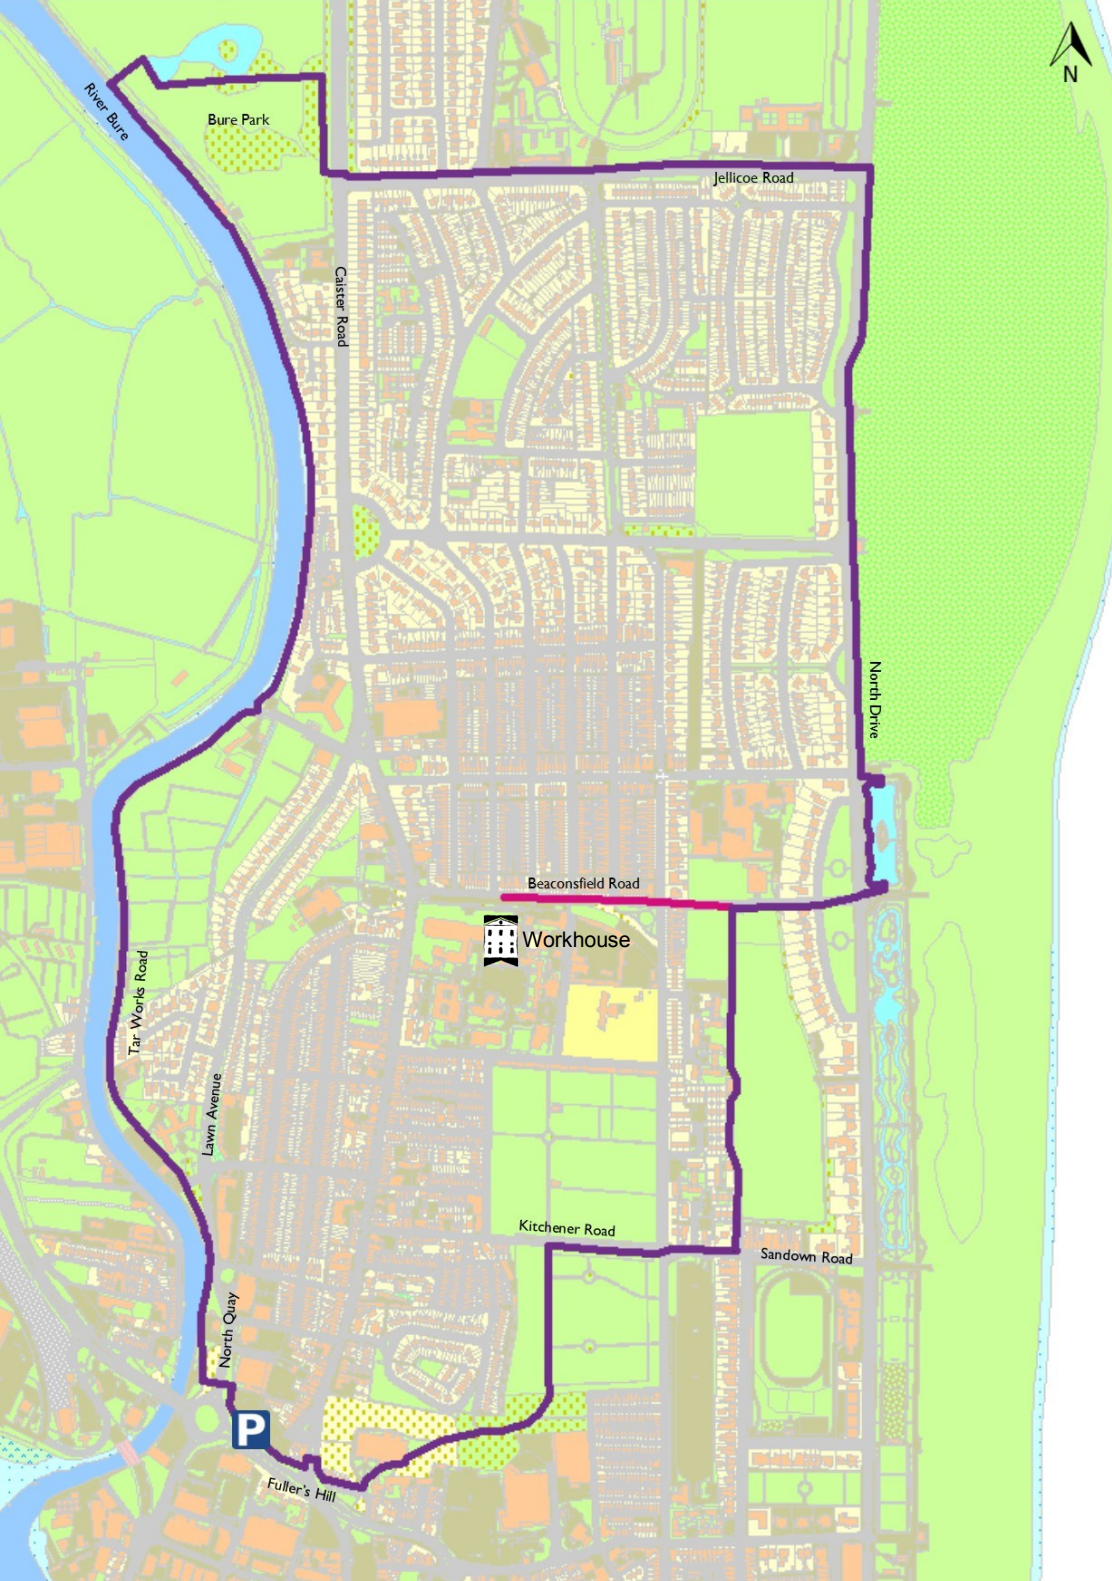 N
River Bure
Bure Park
Jellicoe Road
Caister Road
North Drive
Beaconsfield Road
Workhouse
Tar Works Road
Lawn Avenue
Kitchener Road
Sandown Road
North Quay
P
Fuller's Hill